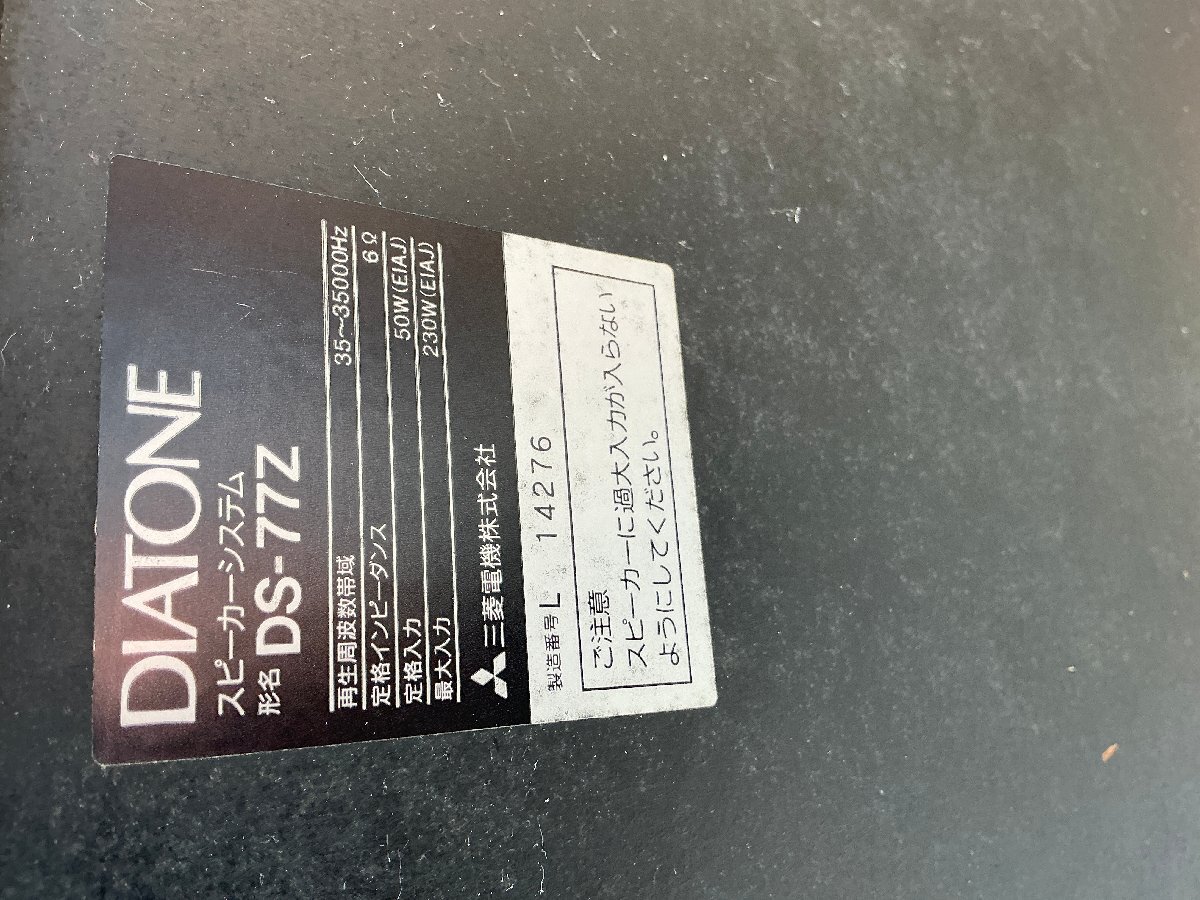 DIATONE
スピーカーシステム
形名 DS-77Z
再生周波数帯域 35~35000Hz
定格インピーダンス 6Ω
定格入力 50W(EIAJ)
最大入力 230W(EIAJ)
三菱電機株式会社
製造番号L 14276
ご注意
スピーカーに過大入力が入らない
ようにしてください。